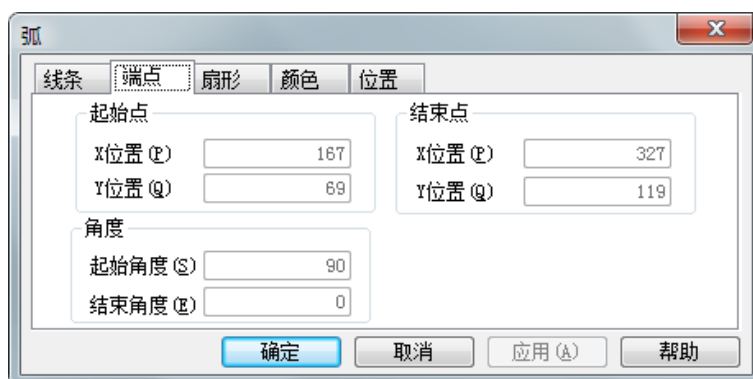 弧
线条 端点 扇形 颜色 位置
起始点 结束点
X位置(P) 167 X位置(P) 327
Y位置(Q) 69 Y位置(Q) 119
角度
起始角度(S) 90
结束角度(E) 0
确定 取消 应用(A) 帮助